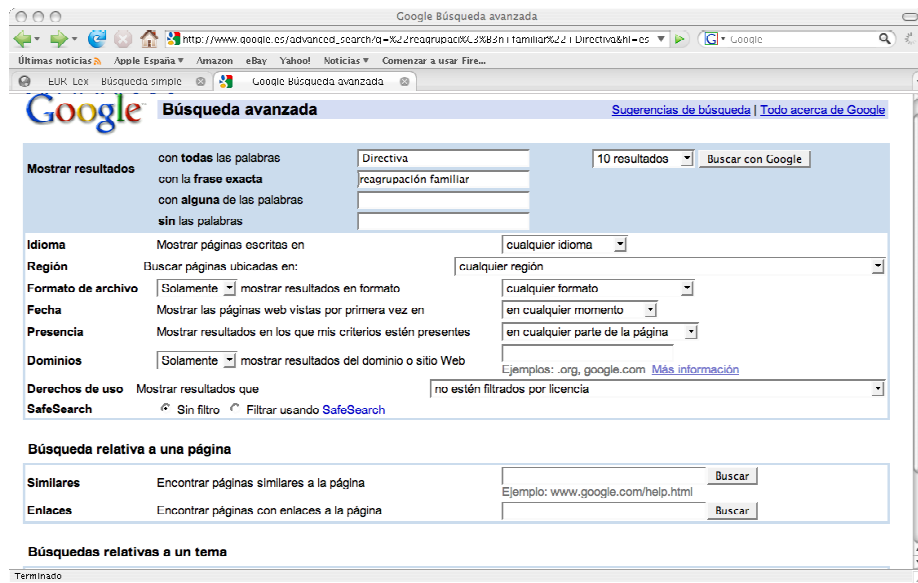 Google Búsqueda avanzada
http://www.google.es/advanced_search?q=%22reagrupaci%C3%B3n+familiar%22+Directiva&hl=es
Google
Últimas noticias Apple España Amazon eBay Yahoo! Noticias Comenzar a usar Fire...
EUR-Lex - Búsqueda simple Google Búsqueda avanzada
Google Búsqueda avanzada Sugerencias de búsqueda | Todo acerca de Google
Mostrar resultados
con todas las palabras Directiva 10 resultados Buscar con Google
con la frase exacta reagrupación familiar
con alguna de las palabras
sin las palabras
Idioma Mostrar páginas escritas en cualquier idioma
Región Buscar páginas ubicadas en: cualquier región
Formato de archivo Solamente mostrar resultados en formato cualquier formato
Fecha Mostrar las páginas web vistas por primera vez en en cualquier momento
Presencia Mostrar resultados en los que mis criterios estén presentes en cualquier parte de la página
Dominios Solamente mostrar resultados del dominio o sitio Web
Ejemplos: .org, google.com Más información
Derechos de uso Mostrar resultados que no estén filtrados por licencia
SafeSearch Sin filtro Filtrar usando SafeSearch
Búsqueda relativa a una página
Similares Encontrar páginas similares a la página Buscar
Ejemplo: www.google.com/help.html
Enlaces Encontrar páginas con enlaces a la página Buscar
Búsquedas relativas a un tema
Terminado